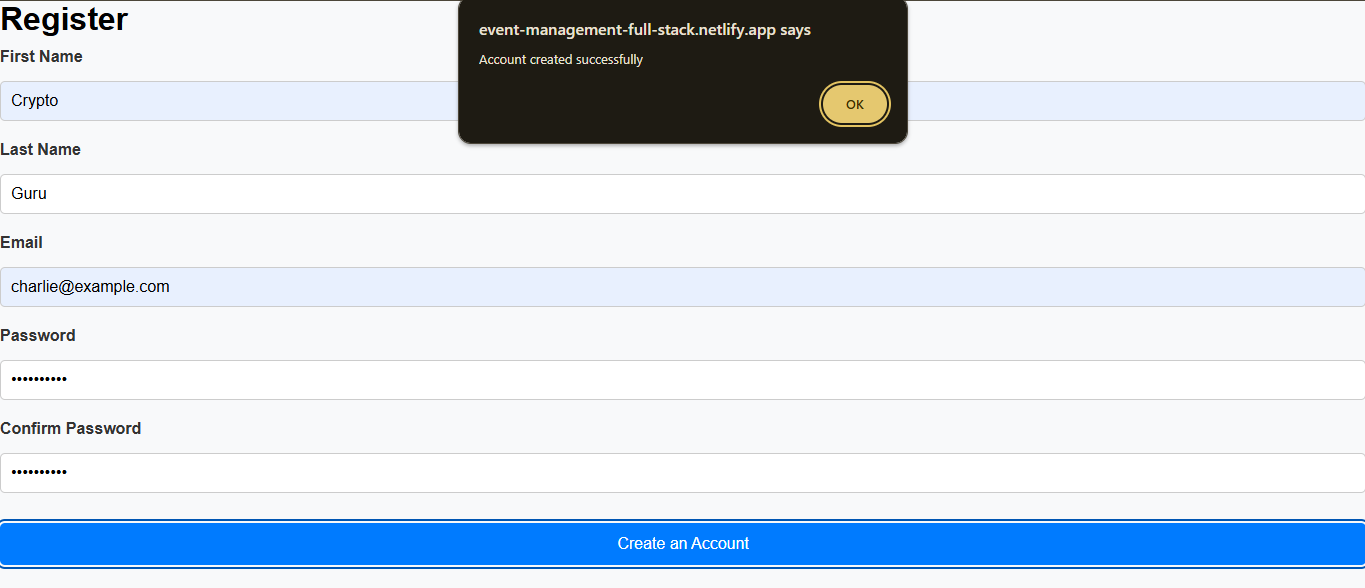 Register
event-management-full-stack.netlify.app says
Account created successfully
OK
First Name
Crypto
Last Name
Guru
Email
charlie@example.com
Password
••••••••••
Confirm Password
••••••••••
Create an Account